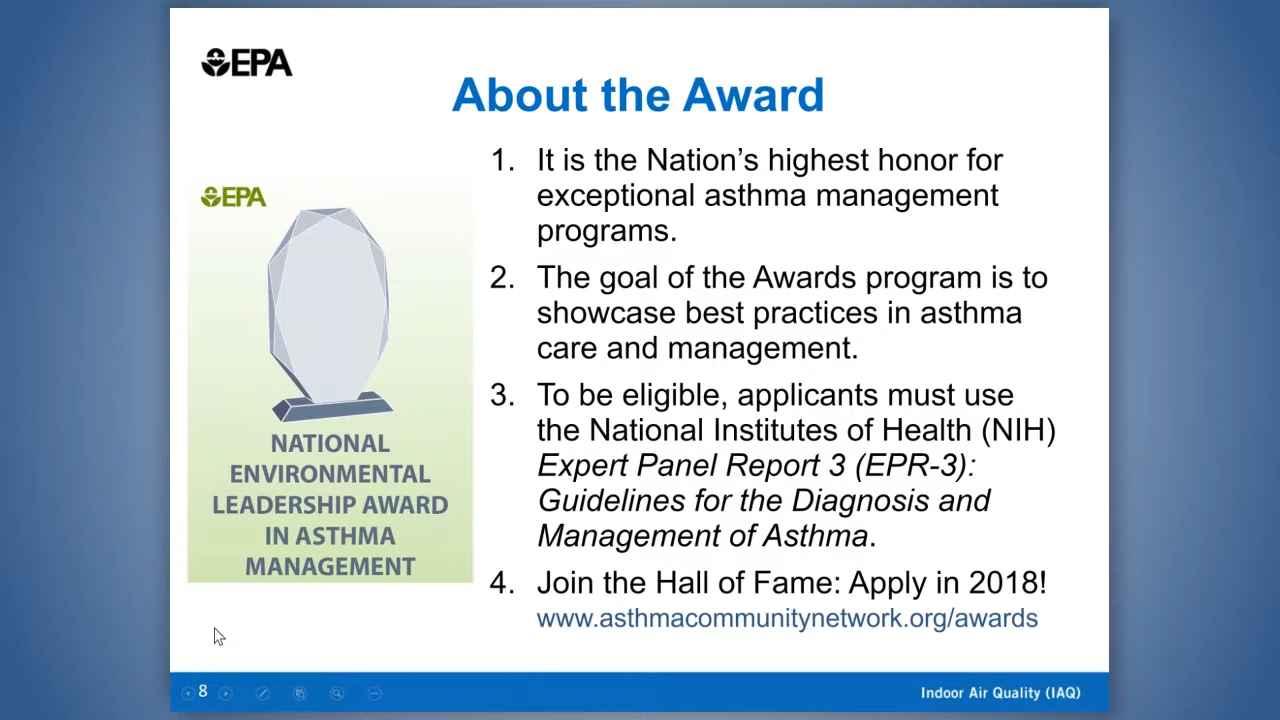 EPA
About the Award
1. It is the Nation's highest honor for
exceptional asthma management
programs.
2. The goal of the Awards program is to
showcase best practices in asthma
care and management.
3. To be eligible, applicants must use
the National Institutes of Health (NIH)
Expert Panel Report 3 (EPR-3):
Guidelines for the Diagnosis and
Management of Asthma.
4. Join the Hall of Fame: Apply in 2018!
www.asthmacommunitynetwork.org/awards
EPA
NATIONAL
ENVIRONMENTAL
LEADERSHIP AWARD
IN ASTHMA
MANAGEMENT
8
Indoor Air Quality (IAQ)